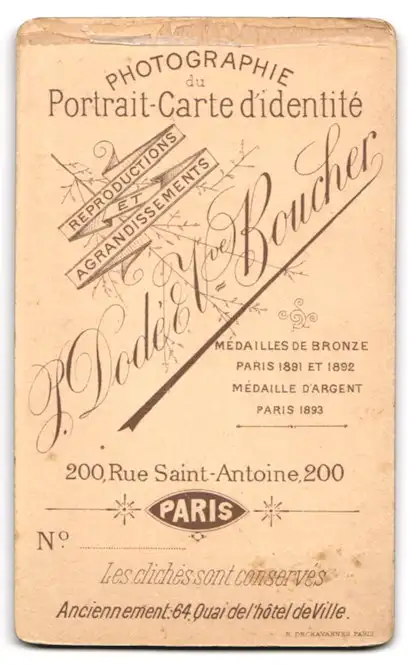 PHOTOGRAPHIE
du
Portrait-Carte d'identité
REPRODUCTIONS
ET
AGRANDISSEMENTS
P. Dodé & Vve Boucher
MÉDAILLES DE BRONZE
PARIS 1891 ET 1892
MÉDAILLE D'ARGENT
PARIS 1893
200, Rue Saint-Antoine, 200
PARIS
No
Les clichés sont conservés
Anciennement: 64, Quai de l'hôtel de Ville.
PARIS